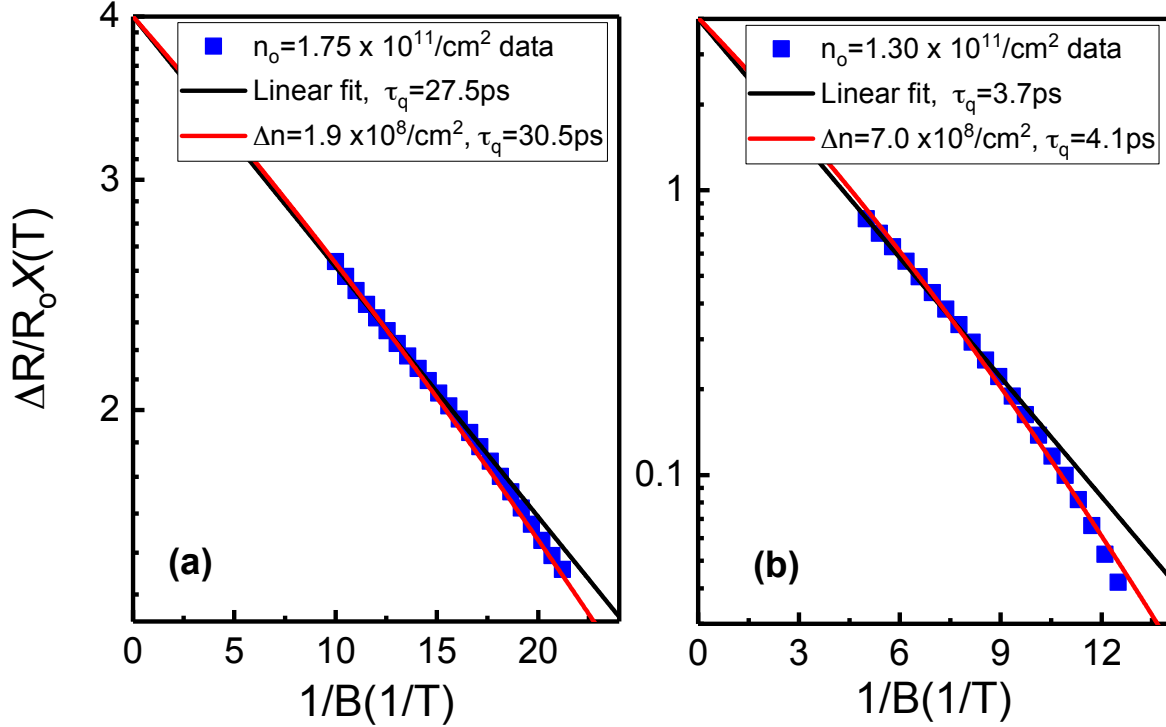 ΔR/RₒX(T)
4
3
2
nₒ=1.75 x 10¹¹/cm² data
Linear fit, τq=27.5ps
Δn=1.9 x10⁸/cm², τq=30.5ps
(a)
0 5 10 15 20
1/B(1/T)
1
0.1
nₒ=1.30 x 10¹¹/cm² data
Linear fit, τq=3.7ps
Δn=7.0 x10⁸/cm², τq=4.1ps
(b)
0 3 6 9 12
1/B(1/T)